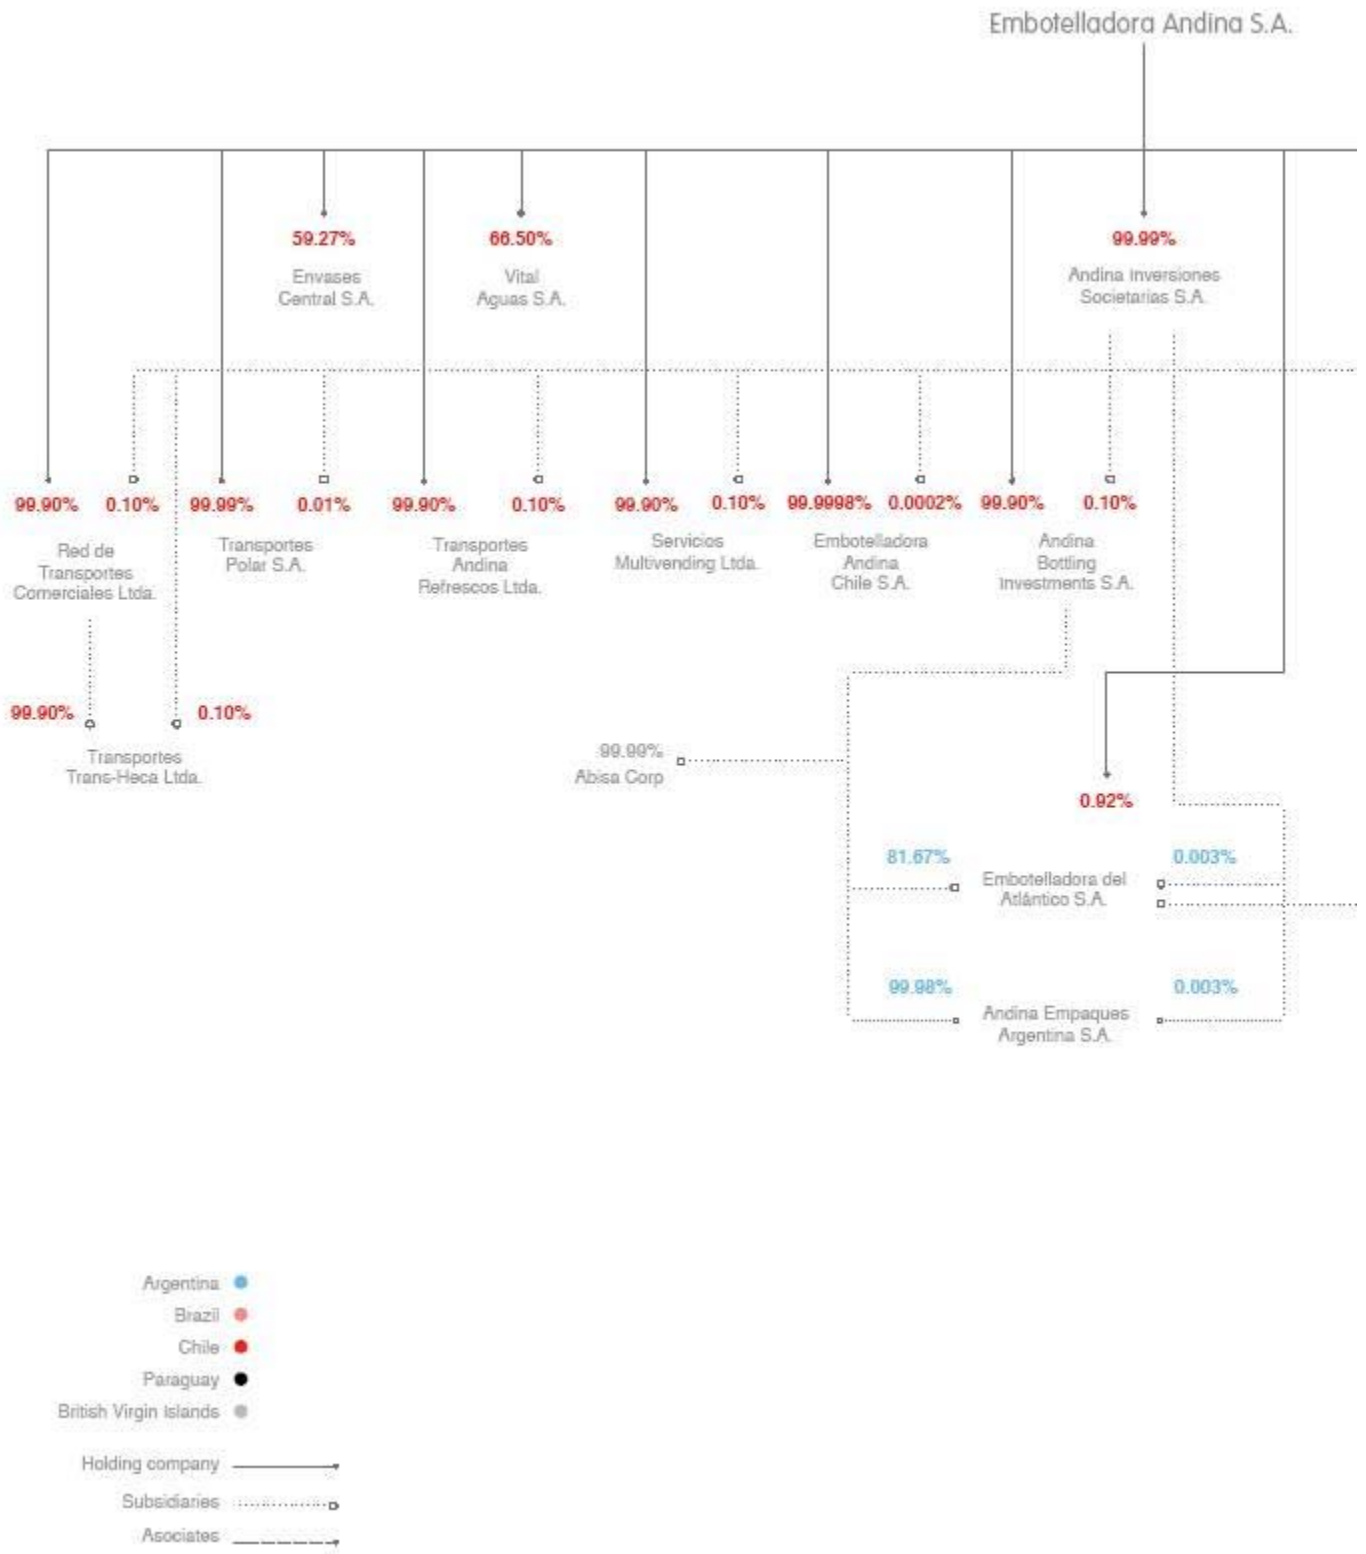 Embotelladora Andina S.A.
59.27%
Envases
Central S.A.
66.50%
Vital
Aguas S.A.
99.99%
Andina Inversiones
Societarias S.A.
99.90%
0.10%
Red de
Transportes
Comerciales Ltda.
99.99%
0.01%
Transportes
Polar S.A.
99.90%
0.10%
Transportes
Andina
Refrescos Ltda.
99.90%
0.10%
Servicios
Multivending Ltda.
99.9998%
0.0002%
Embotelladora
Andina
Chile S.A.
99.90%
0.10%
Andina
Bottling
Investments S.A.
99.90%
0.10%
Transportes
Trans-Heca Ltda.
99.99%
Abisa Corp
0.92%
81.67%
Embotelladora del
Atlántico S.A.
0.003%
99.98%
Andina Empaques
Argentina S.A.
0.003%
Argentina
Brazil
Chile
Paraguay
British Virgin Islands
Holding company
Subsidiaries
Asociates